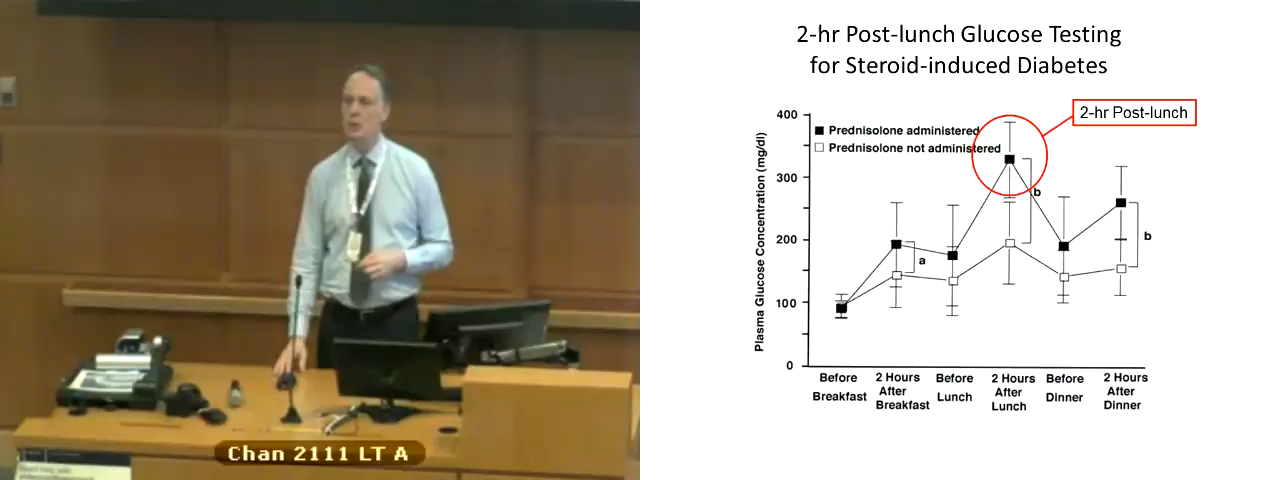 Chan 2111 LT A
2-hr Post-lunch Glucose Testing
for Steroid-induced Diabetes
2-hr Post-lunch
Prednisolone administered
Prednisolone not administered
Plasma Glucose Concentration (mg/dl)
400
300
200
100
0
a
b
b
Before
Breakfast
2 Hours
After
Breakfast
Before
Lunch
2 Hours
After
Lunch
Before
Dinner
2 Hours
After
Dinner